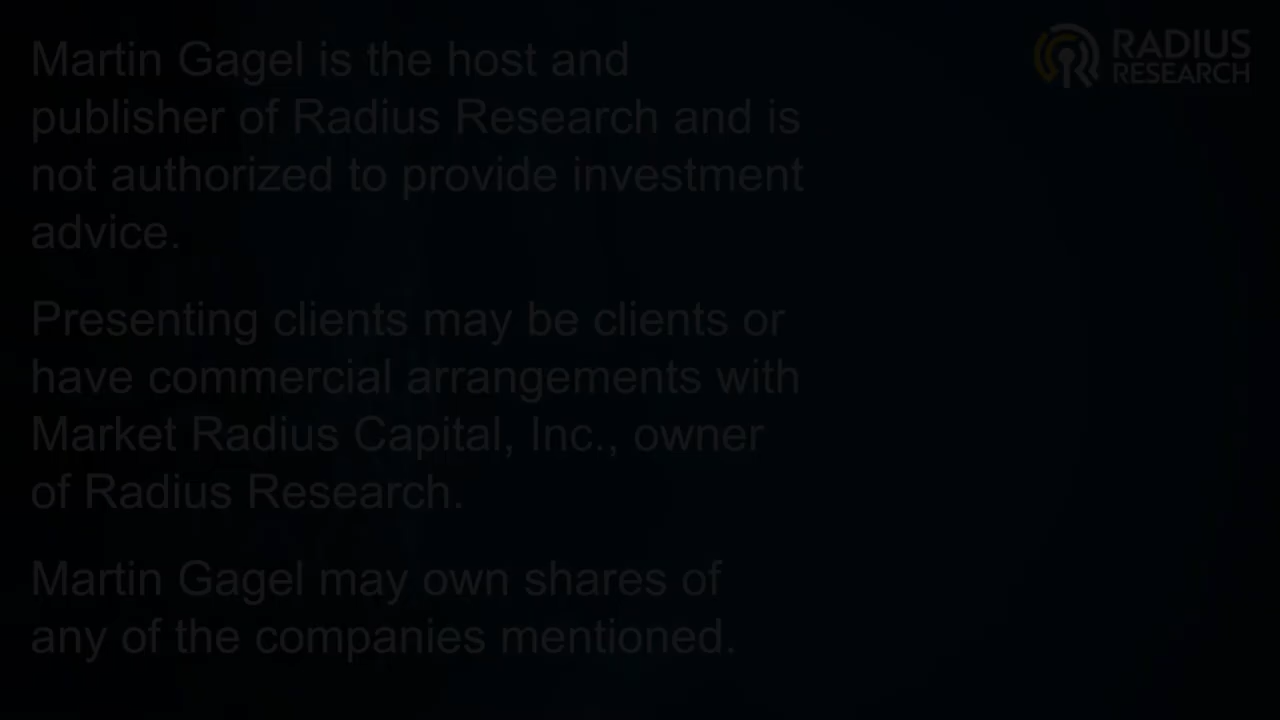 Martin Gagel is the host and
publisher of Radius Research and is
not authorized to provide investment
advice.
Presenting clients may be clients or
have commercial arrangements with
Market Radius Capital, Inc., owner
of Radius Research.
Martin Gagel may own shares of
any of the companies mentioned.
RADIUS
RESEARCH